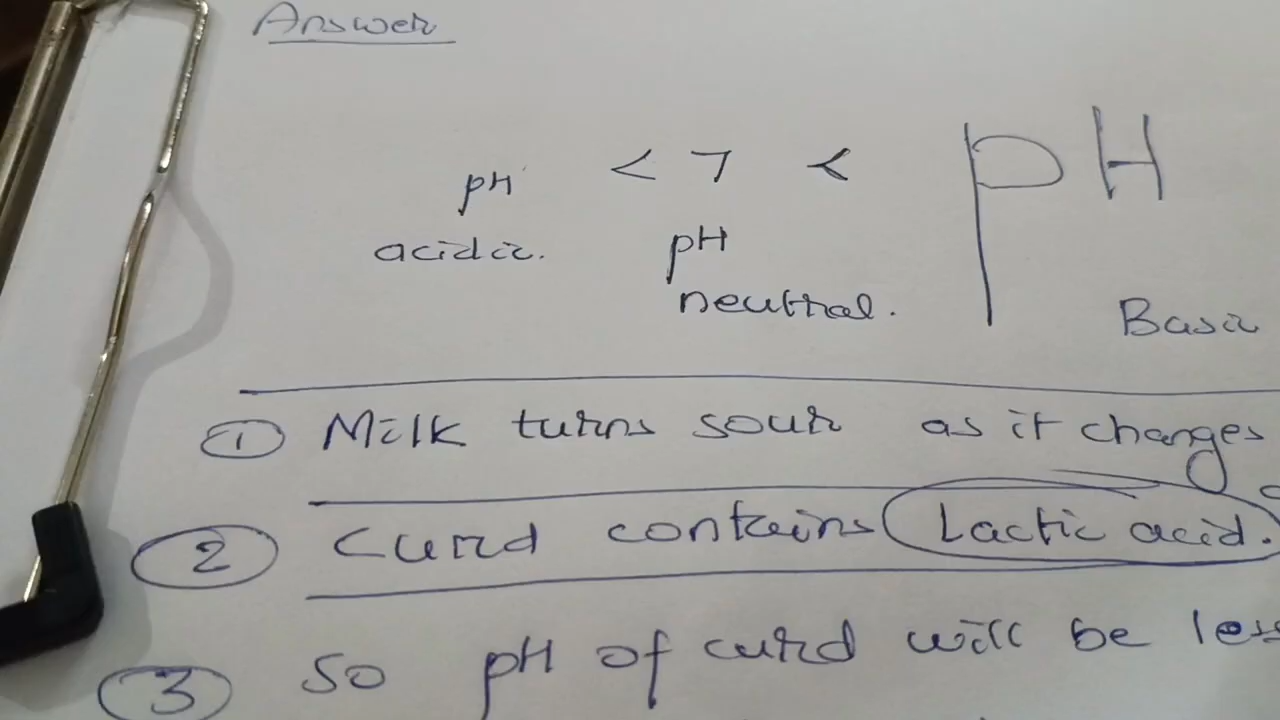 Answer
pH < 7 < pH
acidic. pH
neutral. Basic
① Milk turns sour as it changes
② Curd contains Lactic acid.
③ So pH of curd will be less